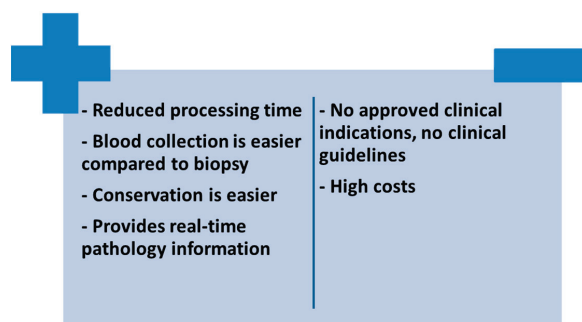 - Reduced processing time
- Blood collection is easier
compared to biopsy
- Conservation is easier
- Provides real-time
pathology information
- No approved clinical
indications, no clinical
guidelines
- High costs